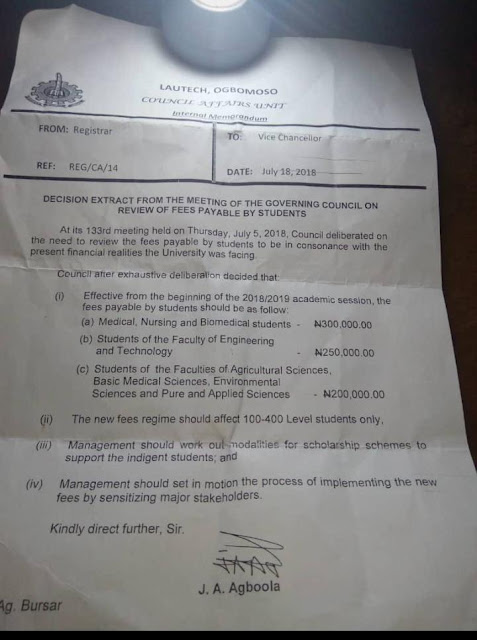 LAUTECH, OGBOMOSO
COUNCIL AFFAIRS UNIT
Internal Memorandum
FROM: Registrar
TO: Vice Chancellor
REF: REG/CA/14
DATE: July 18, 2018
DECISION EXTRACT FROM THE MEETING OF THE GOVERNING COUNCIL ON
REVIEW OF FEES PAYABLE BY STUDENTS
At its 133rd meeting held on Thursday, July 5, 2018, Council deliberated on
the need to review the fees payable by students to be in consonance with the
present financial realities the University was facing.
Council after exhaustive deliberation decided that:
(i) Effective from the beginning of the 2018/2019 academic session, the
fees payable by students should be as follow:
(a) Medical, Nursing and Biomedical students - ₦300,000.00
(b) Students of the Faculty of Engineering
and Technology - ₦250,000.00
(c) Students of the Faculties of Agricultural Sciences,
Basic Medical Sciences, Environmental
Sciences and Pure and Applied Sciences - ₦200,000.00
(ii) The new fees regime should affect 100-400 Level students only,
(iii) Management should work out modalities for scholarship schemes to
support the indigent students; and
(iv) Management should set in motion the process of implementing the new
fees by sensitizing major stakeholders.
Kindly direct further, Sir.
J. A. Agboola
Ag. Bursar